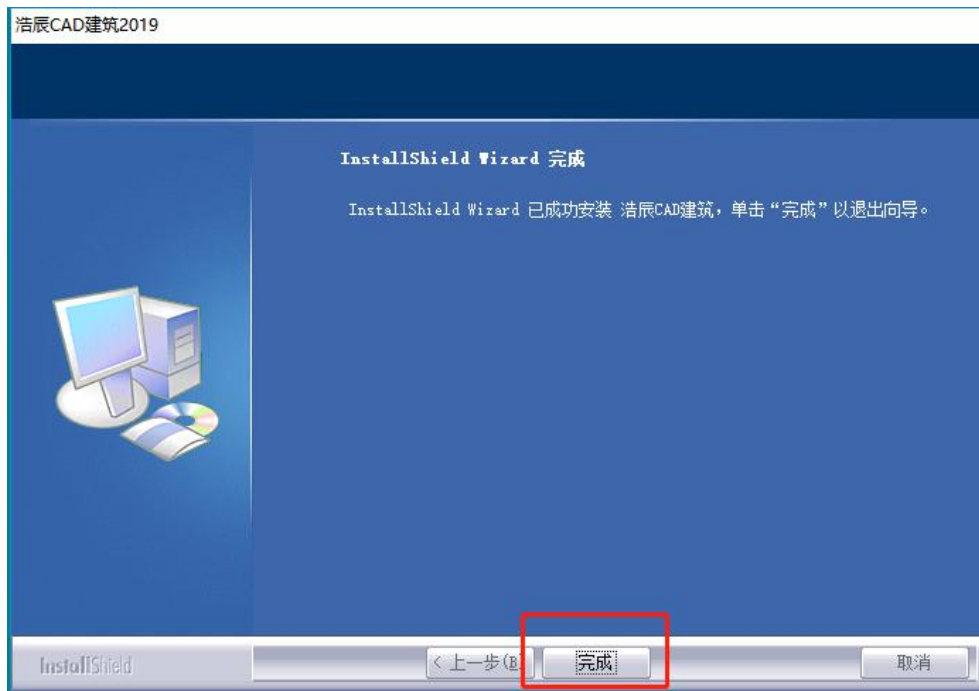 浩辰CAD建筑2019
InstallShield Wizard 完成
InstallShield Wizard 已成功安装 浩辰CAD建筑，单击“完成”以退出向导。
InstallShield
< 上一步(B
完成
取消